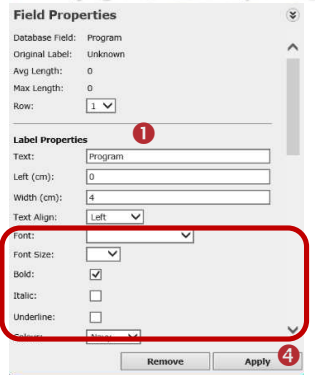 Field Properties
Database Field: Program
Original Label: Unknown
Avg Length: 0
Max Length: 0
Row: 1
1
Label Properties
Text: Program
Left (cm): 0
Width (cm): 4
Text Align: Left
Font:
Font Size:
Bold:
Italic:
Underline:
Remove Apply 4